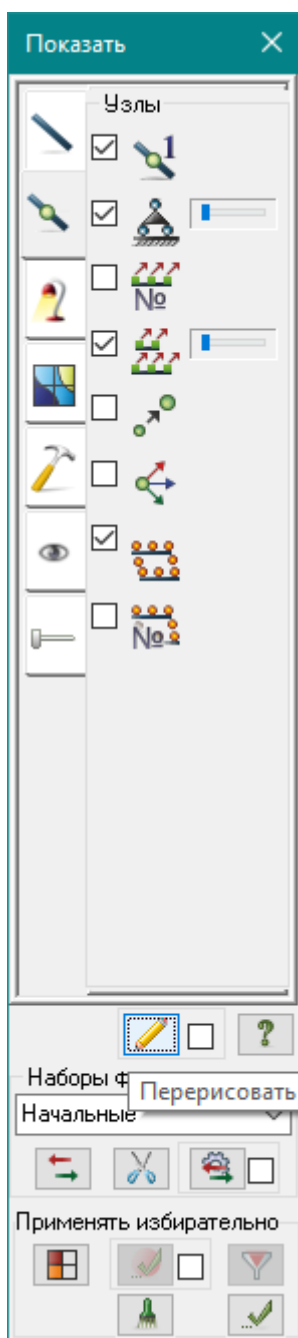 Показать
Узлы
1
№
№
?
Наборы ф
Перерисовать
Начальные
Применять избирательно